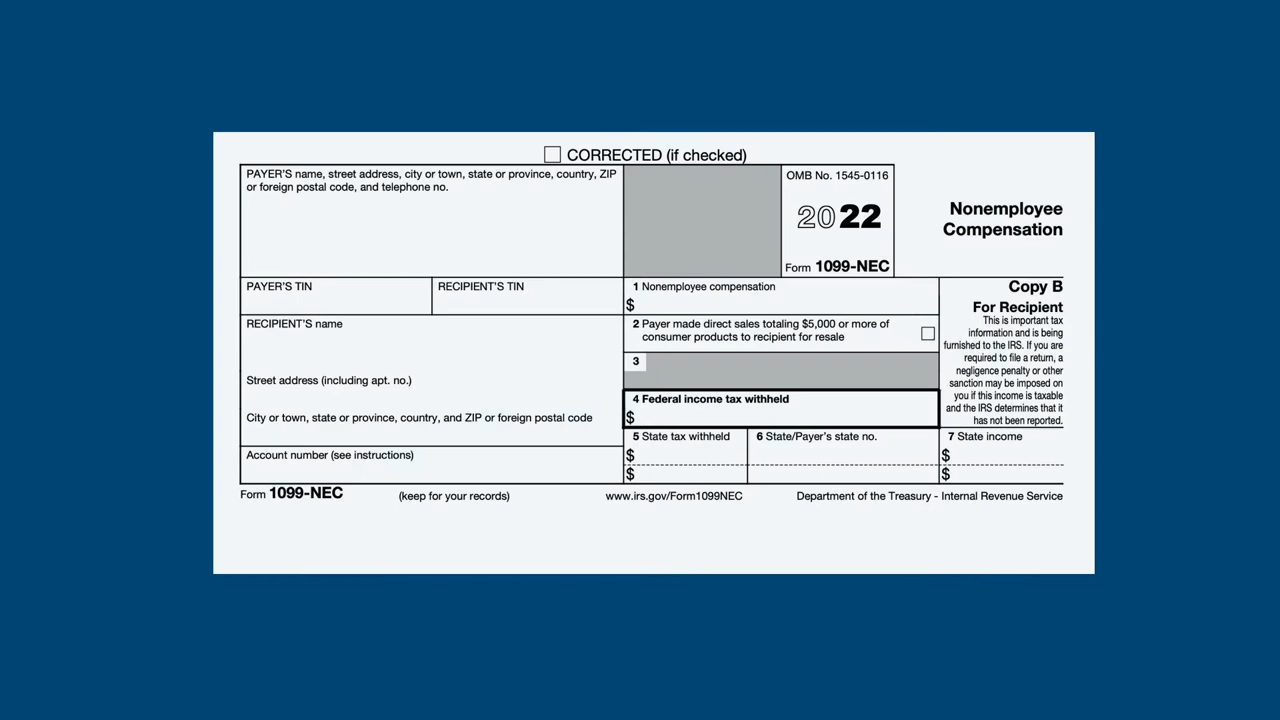 CORRECTED (if checked)
PAYER'S name, street address, city or town, state or province, country, ZIP
or foreign postal code, and telephone no.
OMB No. 1545-0116
2022
Form 1099-NEC
Nonemployee
Compensation
PAYER'S TIN
RECIPIENT'S TIN
1 Nonemployee compensation
$
Copy B
For Recipient
This is important tax
information and is being
furnished to the IRS. If you are
required to file a return, a
negligence penalty or other
sanction may be imposed on
you if this income is taxable
and the IRS determines that it
has not been reported.
RECIPIENT'S name
2 Payer made direct sales totaling $5,000 or more of
consumer products to recipient for resale
3
Street address (including apt. no.)
4 Federal income tax withheld
$
City or town, state or province, country, and ZIP or foreign postal code
5 State tax withheld
$
$
6 State/Payer's state no.
7 State income
$
$
Account number (see instructions)
Form 1099-NEC
(keep for your records)
www.irs.gov/Form1099NEC
Department of the Treasury - Internal Revenue Service